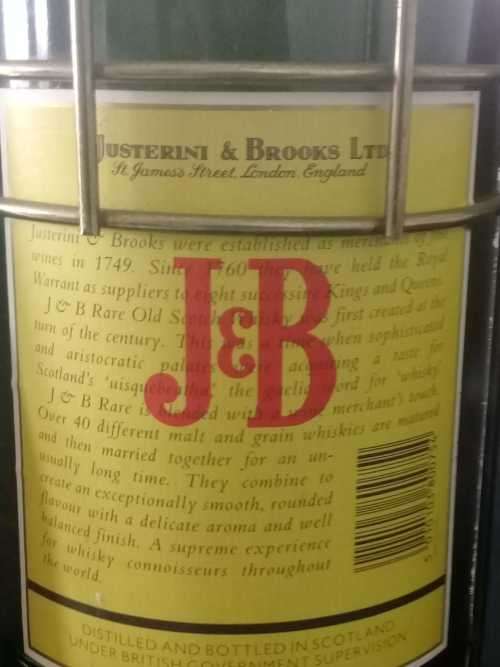 JUSTERINI & BROOKS LTD
St. James's Street, London, England
Justerini & Brooks were established as merchants of
wines in 1749. Since 1760 they have held the Royal
Warrant as suppliers to eight successive Kings and Queens.
J & B Rare Old Scotch Whisky was first created at the
turn of the century. This was a time when sophisticated
and aristocratic palates were acquiring a taste for
Scotland's 'uisquebeatha', the gaelic word for 'whisky'.
J & B Rare is blended with a wine merchant's touch.
Over 40 different malt and grain whiskies are matured
and then married together for an un-
usually long time. They combine to
create an exceptionally smooth, rounded
flavour with a delicate aroma and well
balanced finish. A supreme experience
for whisky connoisseurs throughout
the world.
J&B
DISTILLED AND BOTTLED IN SCOTLAND
UNDER BRITISH GOVERNMENT SUPERVISION